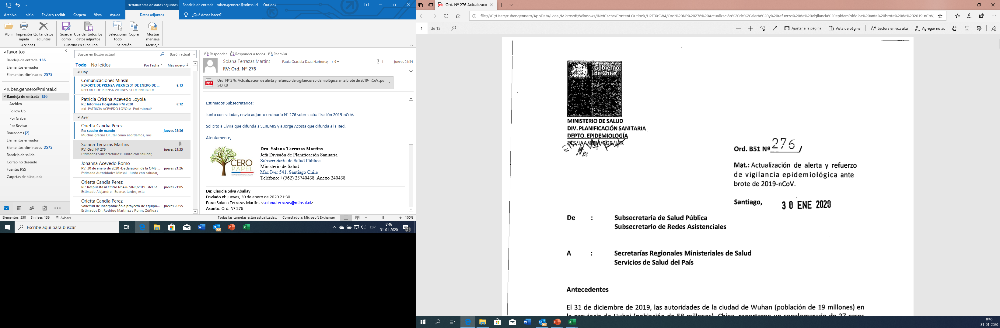 Herramientas de datos adjuntos
Bandeja de entrada - ruben.gennero@minsal.cl - Outlook
Archivo
Inicio
Enviar y recibir
Carpeta
Vista
Ayuda
Datos adjuntos
¿Qué desea hacer?
Abrir
Impresión rápida
Quitar datos adjuntos
Guardar como
Guardar todos los datos adjuntos
Seleccionar todo
Copiar
Mostrar mensaje
Acciones
Guardar en el equipo
Selección
Mensaje
Favoritos
Bandeja de entrada 136
Elementos enviados
Elementos eliminados 2575
ruben.gennero@minsal.cl
Bandeja de entrada 136
Archivo
Follow Up
Por Grabar
Por Revisar
Borradores [2]
Elementos enviados
Elementos eliminados 2575
Bandeja de salida
Correo no deseado
Fuentes RSS
Carpetas de búsqueda
Buscar en Buzón actual
Buzón actual
Todo No leídos
Por Fecha
Más nuevo
Hoy
Comunicaciones Minsal
REPORTE DE PRENSA VIERNES 31 DE ENERO DE ... 8:13
REPORTE DE PRENSA VIERNES 31 DE ENERO DE
Patricia Cristina Acevedo Loyola
RE: Informes Hospitales PM 2020 8:12
oki PATRICIA ACEVEDO LOYOLA Profesional/
Ayer
Orietta Candia Perez
Re: cuadro de mando jueves 23:36
Muchas gracias Dr., tal como acordamos, nos
Solana Terrazas Martins
RV: Ord. Nº 276 jueves 21:35
Estimados Subsecretarios: Junto con saludar,
Johanna Acevedo Romo
RV: 30 de enero de 2020 -Declaración de la OMS ... jueves 21:26
Estimada Autoridades Minsal: Junto con saludar,
Orietta Candia Perez
RE: Respuesta al Oficio N° 4767/INC/2019 del Se... jueves 21:05
Estimado Alejandro: Buenas tardes, esta
Orietta Candia Perez
Solicitud de incorporación a proyecto de equipo... jueves 20:55
Estimados Dr. Rodrigo Martínez y Ronny Zúñiga :
Responder
Responder a todos
Reenviar
Solana Terrazas Martins
Paula Graciela Daza Narbona; + 9
1
jueves 21:34
RV: Ord. Nº 276
PDF
Ord. Nº 276, Actualización de alerta y refuerzo de vigilancia epidemiológica ante brote de 2019-nCoV..pdf
543 KB
Estimados Subsecretarios:
Junto con saludar, envío adjunto ordinario N° 276 sobre actualización 2019-nCoV.
Solicito a Elvira que difunda a SEREMIS y a Jorge Acosta que difunda a la Red.
Atentamente,
CERO
PAPEL
MINISTERIO DE SALUD
Dra. Solana Terrazas Martins
Jefa División de Planificación Sanitaria
Subsecretaría de Salud Pública
Ministerio de Salud
Mac Iver 541, Santiago Chile
Teléfono: +(562) 25740458 |Anexo 240458
De: Claudia Silva Aballay
Enviado el: jueves, 30 de enero de 2020 21:30
Para: Solana Terrazas Martins <solana.terrazas@minsal.cl>
Asunto: Ord. Nº 276
Elementos: 550
Sin leer: 136
Avisos: 1
Todas las carpetas están actualizadas.
Conectado a: Microsoft Exchange
100%
Escribe aquí para buscar
ESP
8:46
31-01-2020
21
Ord. Nº 276 Actualizació
file:///C:/Users/rubengennero/AppData/Local/Microsoft/Windows/INetCache/Content.Outlook/H2T3XSW4/Ord.%20Nº%20276%20Actualización%20de%20alerta%20y%20refuerzo%20de%20vigilancia%20epidemiológica%20ante%20brote%20de%202019-nCoV.
1 de 13
Ajustar a la página
Vista de página
Lectura en voz alta
Agregar notas
Gobierno
de Chile
MINISTERIO DE SALUD
DIV. PLANIFICACIÓN SANITARIA
DEPTO. EPIDEMIOLOGÍA
Ord. B51 Nº 276/
Mat.: Actualización de alerta y refuerzo
de vigilancia epidemiológica ante
brote de 2019-nCoV.
Santiago, 30 ENE 2020
De : Subsecretaria de Salud Pública
Subsecretario de Redes Asistenciales
A : Secretarías Regionales Ministeriales de Salud
Servicios de Salud del País
Antecedentes
El 31 de diciembre de 2019, las autoridades de la ciudad de Wuhan (población de 19 millones) en
la provincia de Hubei (población de 58 millones), China, reportaron un conglomerado de 27 casos
8:46
31-01-2020